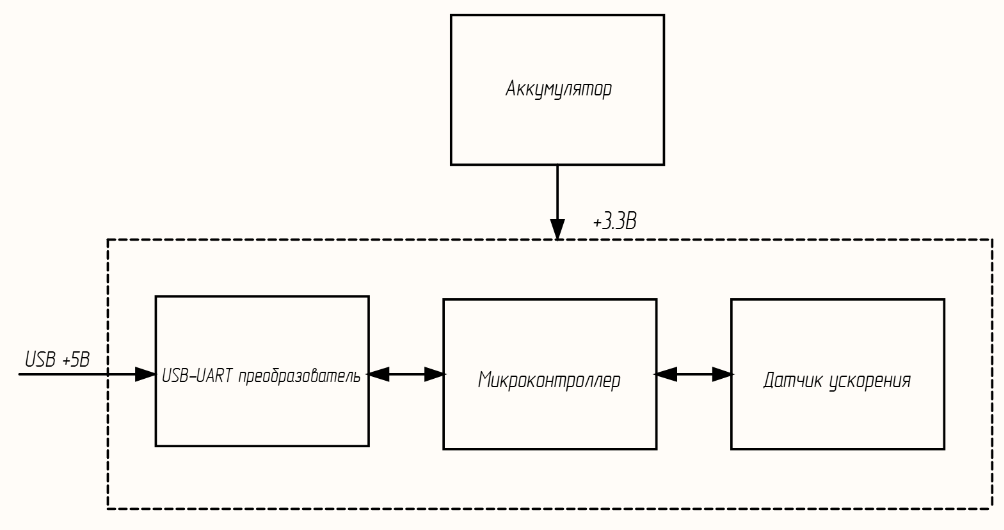 Аккумулятор
+3.3В
USB +5В
USB-UART преобразователь
Микроконтроллер
Датчик ускорения